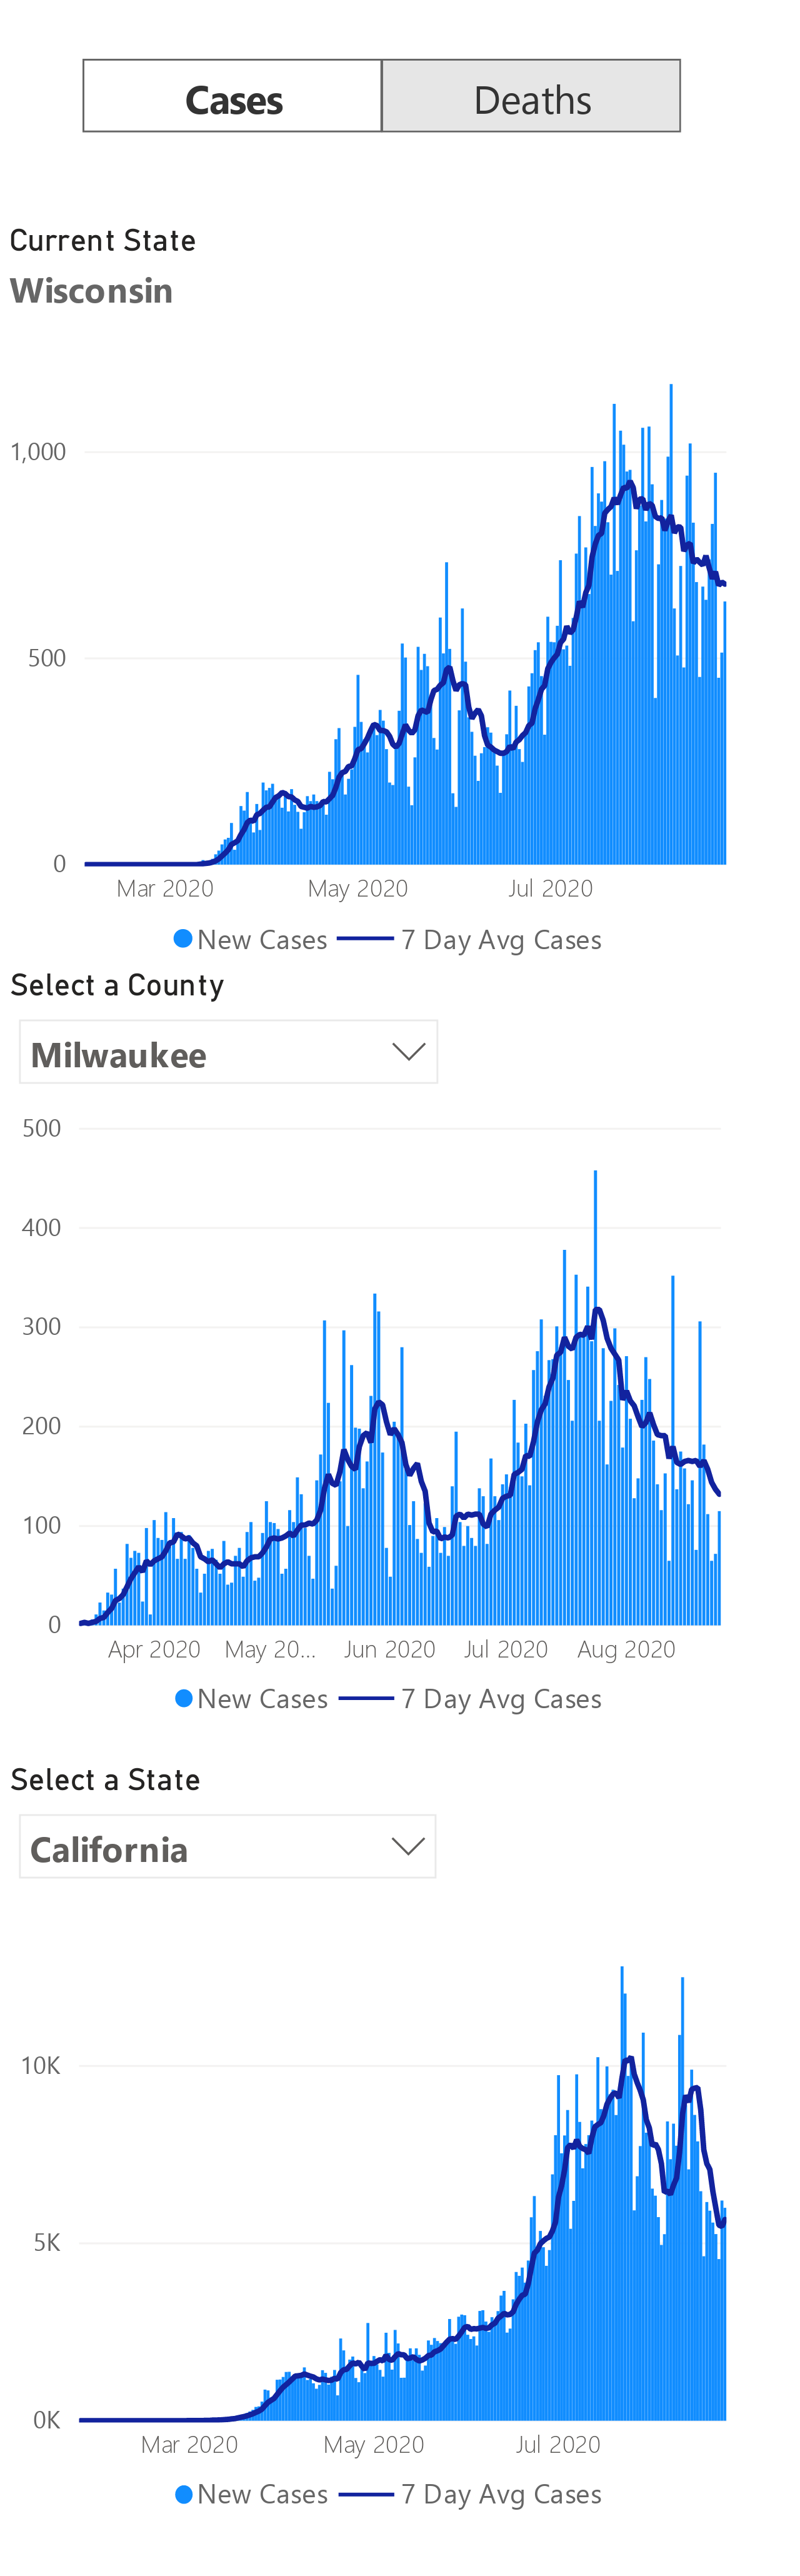 Cases Deaths
Current State
Wisconsin
1,000
500
0
Mar 2020 May 2020 Jul 2020
New Cases 7 Day Avg Cases
Select a County
Milwaukee
500
400
300
200
100
0
Apr 2020 May 20... Jun 2020 Jul 2020 Aug 2020
New Cases 7 Day Avg Cases
Select a State
California
10K
5K
0K
Mar 2020 May 2020 Jul 2020
New Cases 7 Day Avg Cases